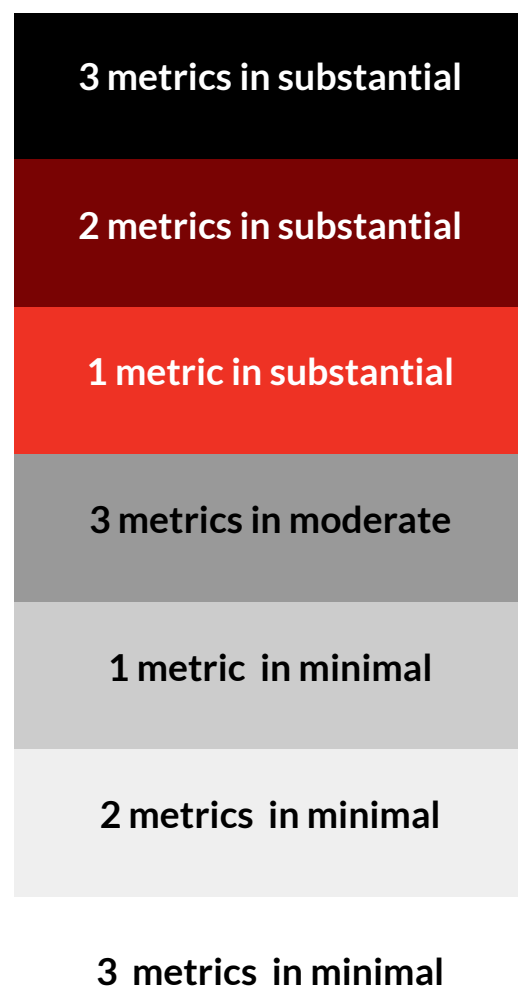 3 metrics in substantial
2 metrics in substantial
1 metric in substantial
3 metrics in moderate
1 metric in minimal
2 metrics in minimal
3 metrics in minimal